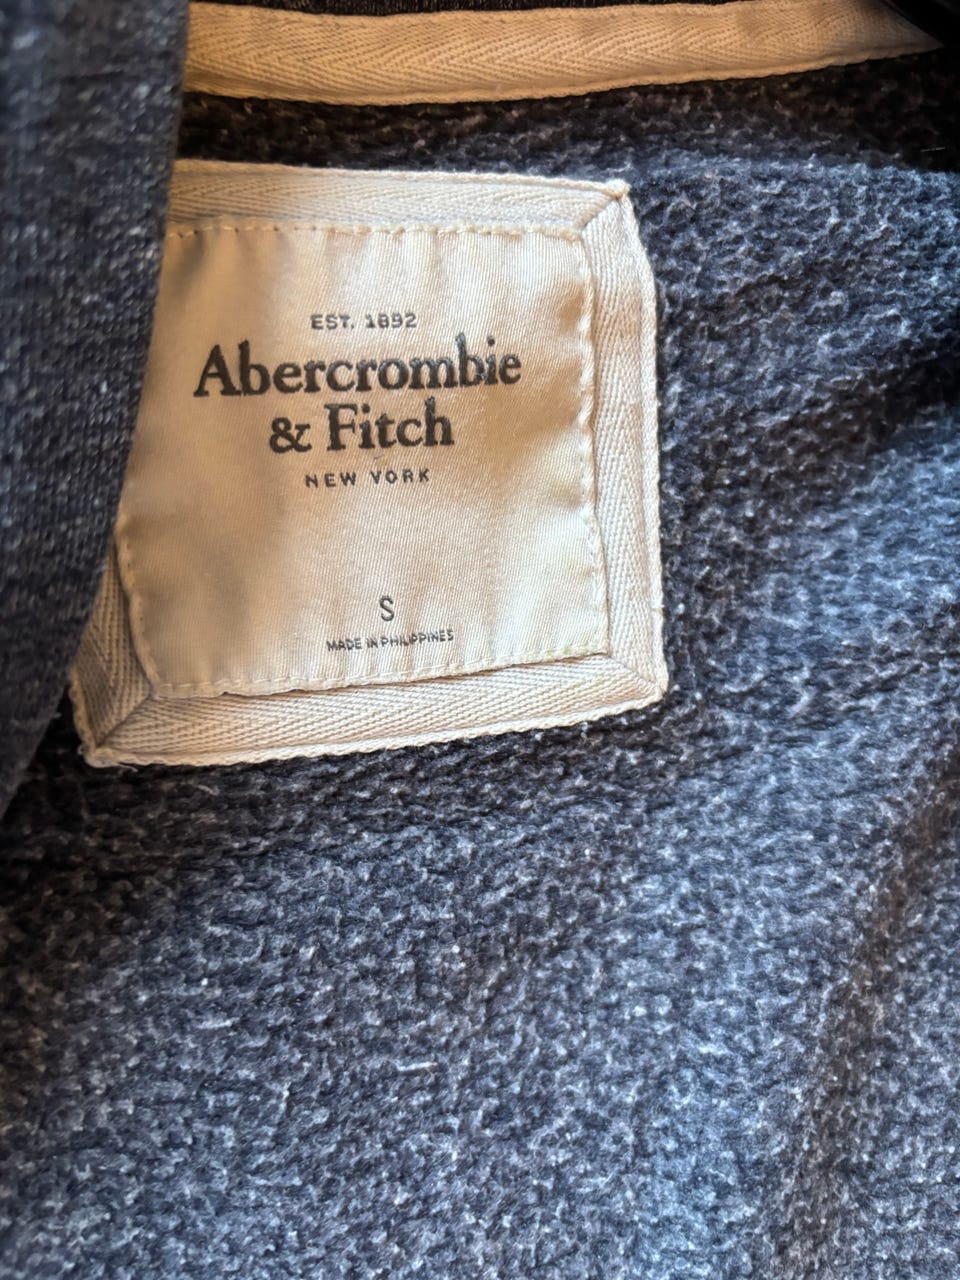 EST. 1892
Abercrombie
& Fitch
NEW YORK
S
MADE IN PHILIPPINES